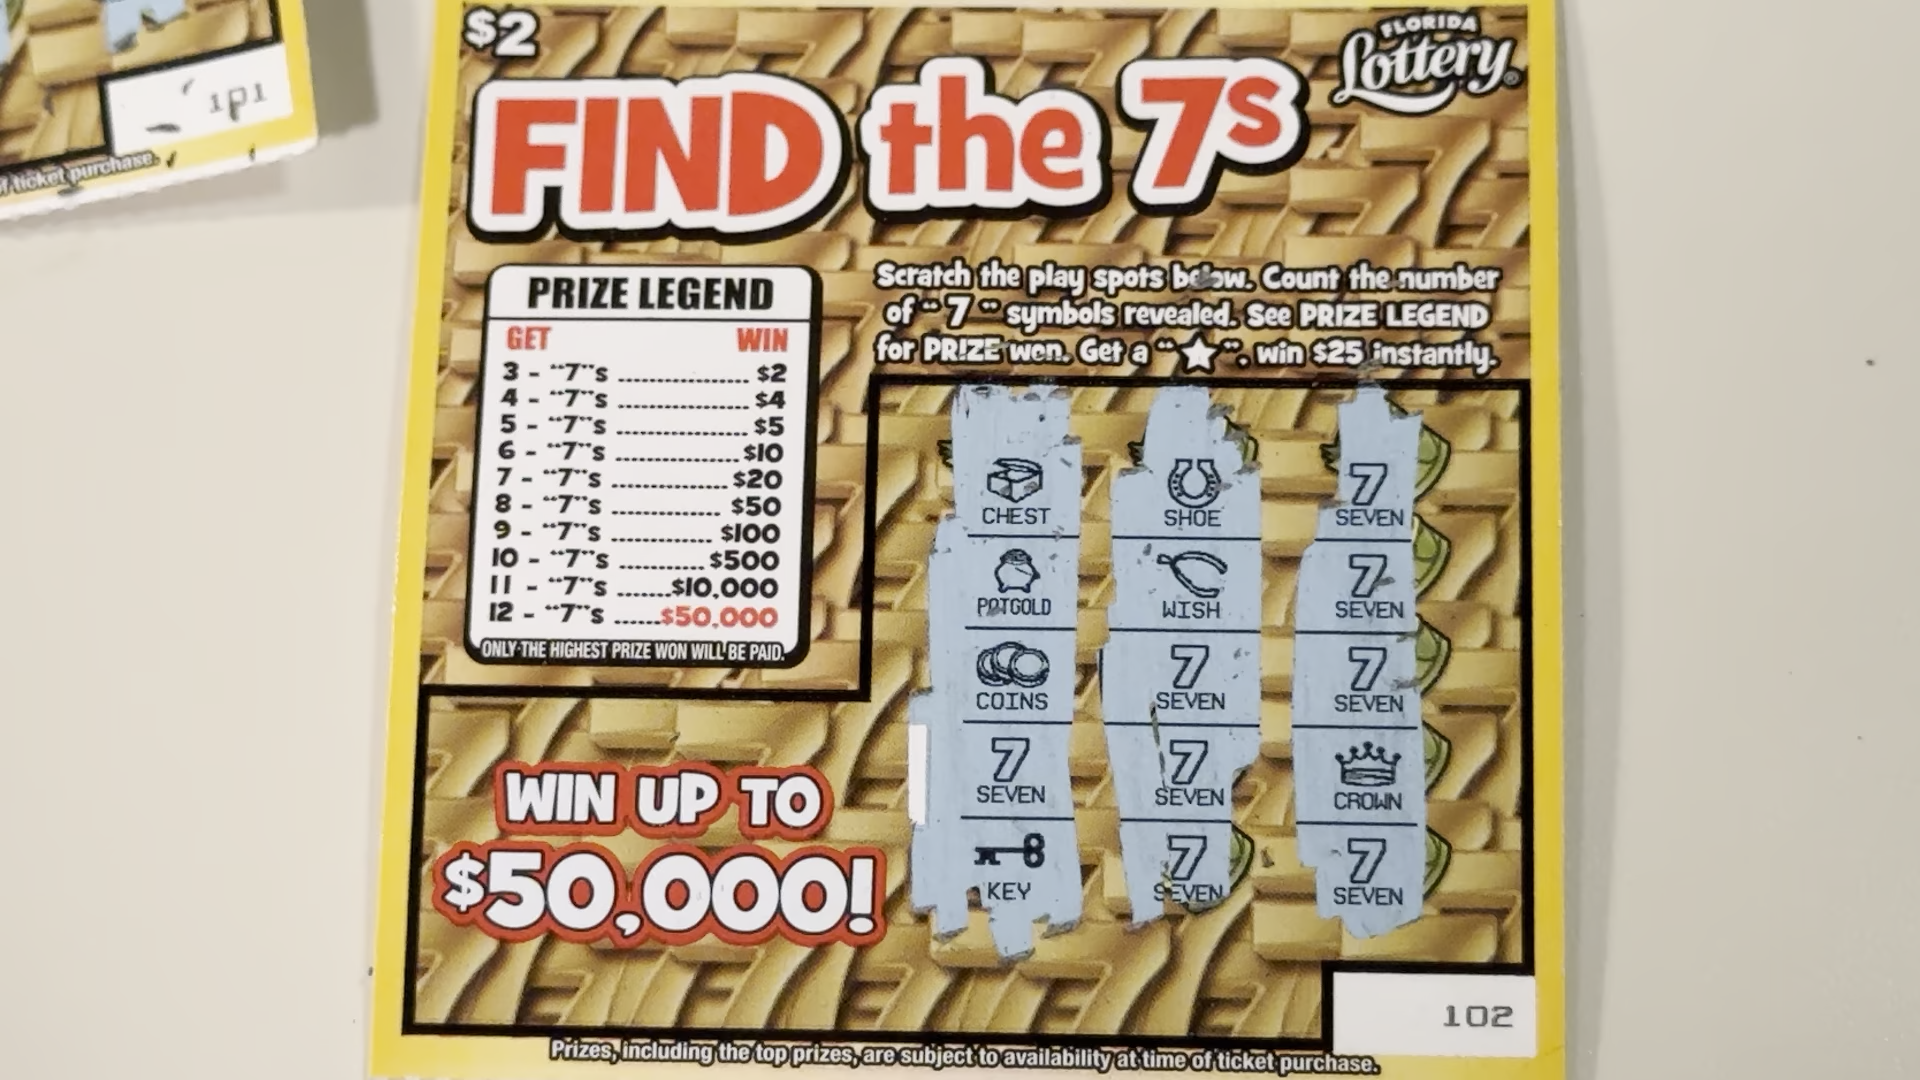 1P1
of ticket purchase.
$2
FLORIDA
Lottery®
FIND the 7s
PRIZE LEGEND
GET WIN
3 - "7"s ................ $2
4 - "7"s ................ $4
5 - "7"s ................ $5
6 - "7"s ............... $10
7 - "7"s .............. $20
8 - "7"s ............. $50
9 - "7"s ............ $100
10 - "7"s .......... $500
11 - "7"s .......$10,000
12 - "7"s ......$50,000
ONLY THE HIGHEST PRIZE WON WILL BE PAID.
Scratch the play spots below. Count the number
of "7" symbols revealed. See PRIZE LEGEND
for PRIZE won. Get a "★", win $25 instantly.
CHEST SHOE 7 SEVEN
POTGOLD WISH 7 SEVEN
COINS 7 SEVEN 7 SEVEN
7 SEVEN 7 SEVEN CROWN
KEY 7 SEVEN 7 SEVEN
WIN UP TO
$50,000!
102
Prizes, including the top prizes, are subject to availability at time of ticket purchase.